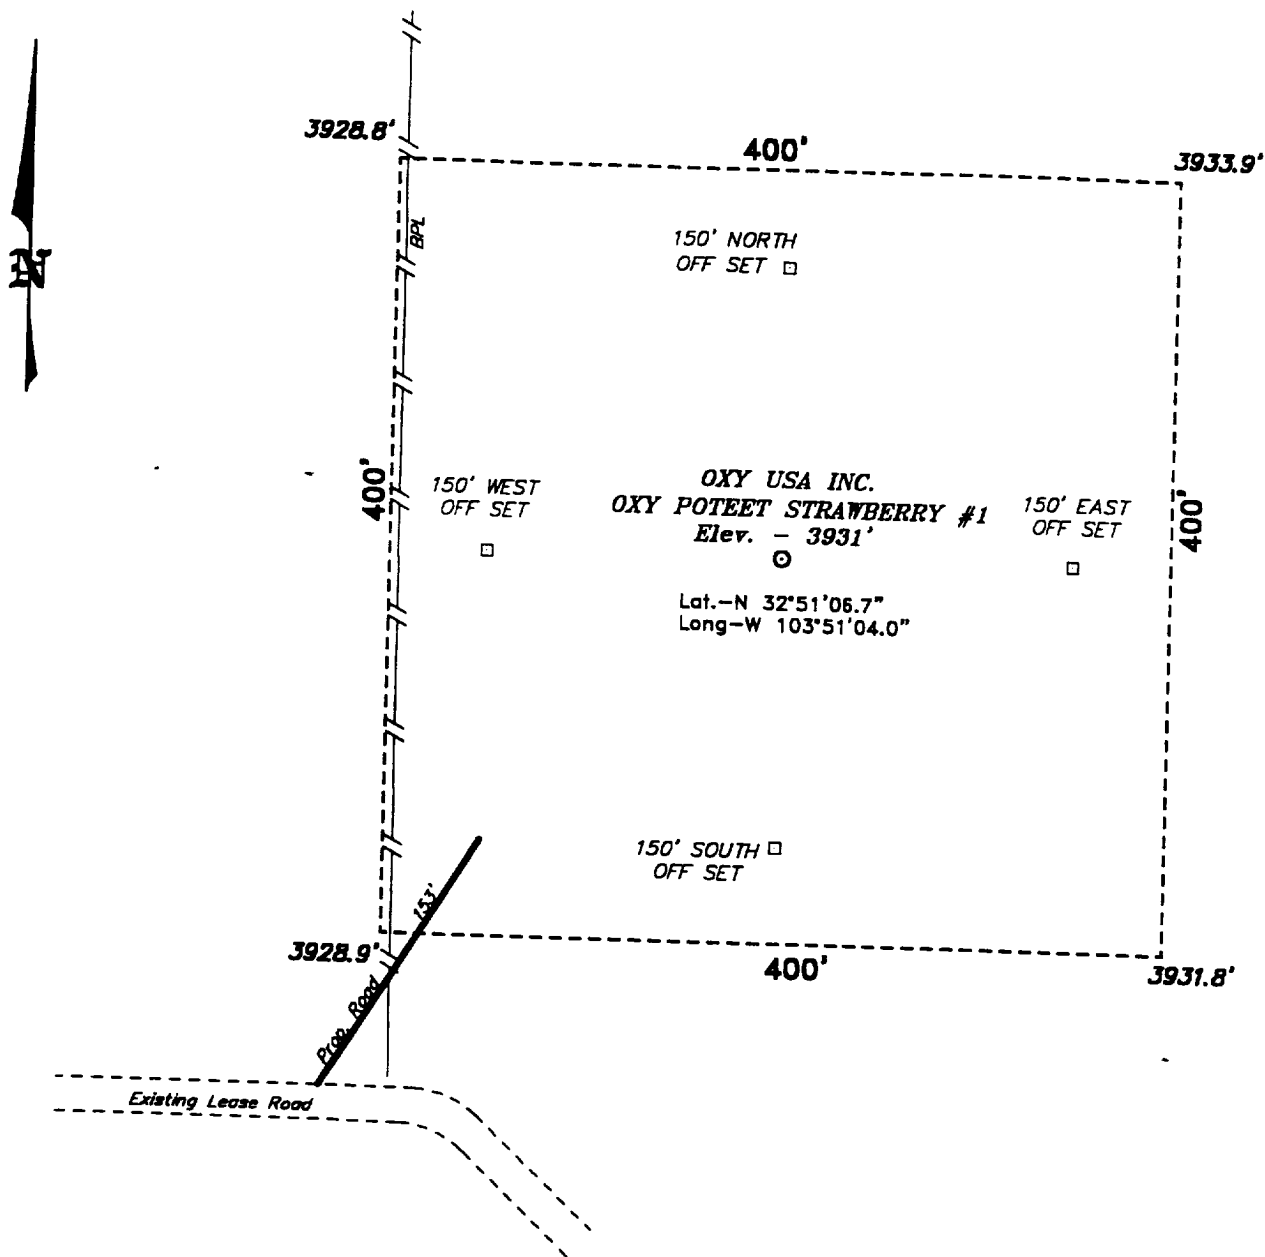 3928.8'
400'
3933.9'
BPL
150' NORTH
OFF SET
N
400'
150' WEST
OFF SET
OXY USA INC.
OXY POTEET STRAWBERRY #1
Elev. - 3931'
150' EAST
OFF SET
400'
Lat.-N 32°51'06.7"
Long-W 103°51'04.0"
150' SOUTH
OFF SET
153'
3928.9'
400'
3931.8'
Prop. Road
Existing Lease Road